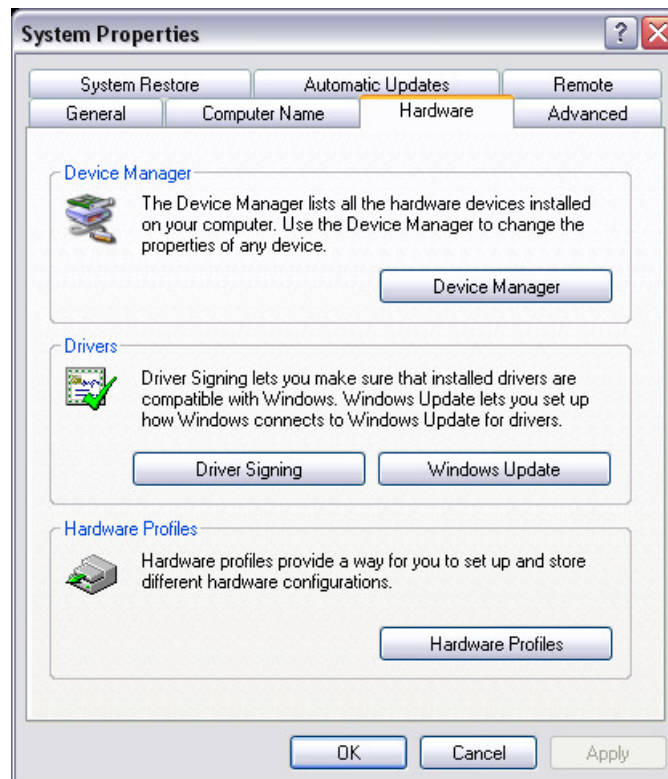 System Properties
System Restore Automatic Updates Remote
General Computer Name Hardware Advanced
Device Manager
The Device Manager lists all the hardware devices installed
on your computer. Use the Device Manager to change the
properties of any device.
Device Manager
Drivers
Driver Signing lets you make sure that installed drivers are
compatible with Windows. Windows Update lets you set up
how Windows connects to Windows Update for drivers.
Driver Signing Windows Update
Hardware Profiles
Hardware profiles provide a way for you to set up and store
different hardware configurations.
Hardware Profiles
OK Cancel Apply